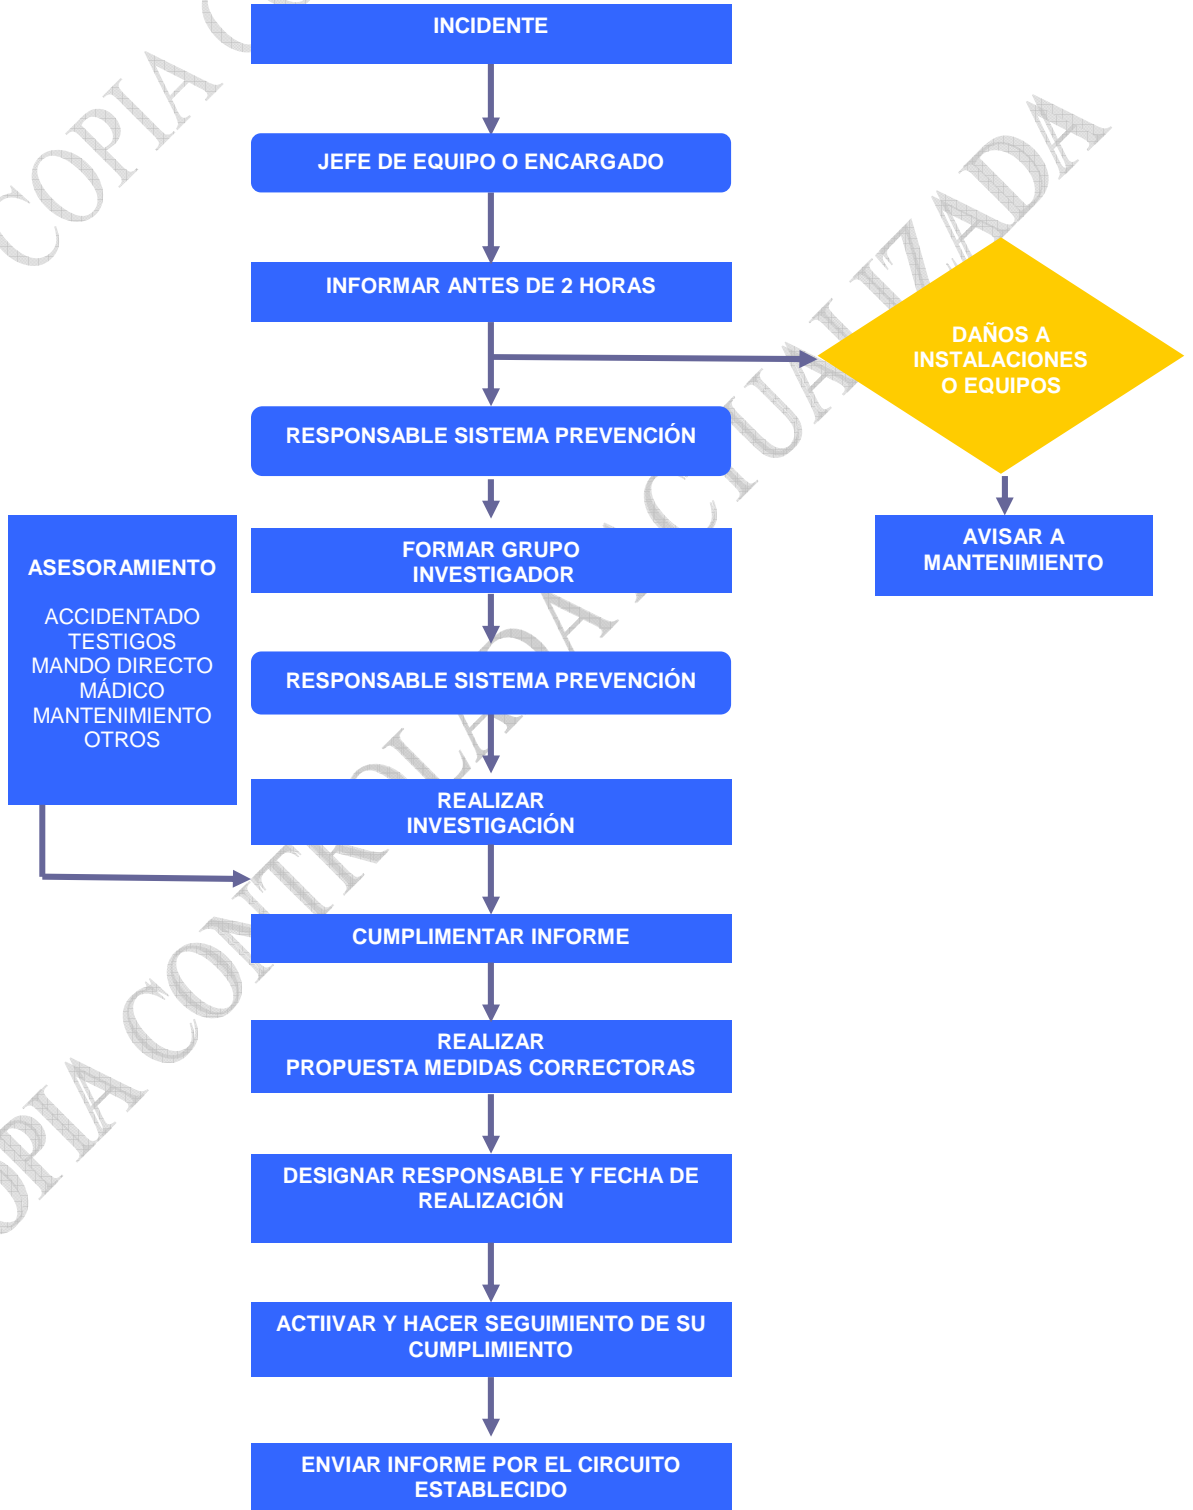 COPIA C
INCIDENTE
JEFE DE EQUIPO O ENCARGADO
INFORMAR ANTES DE 2 HORAS
DAÑOS A
INSTALACIONES
O EQUIPOS
RESPONSABLE SISTEMA PREVENCIÓN
AVISAR A
MANTENIMIENTO
FORMAR GRUPO
INVESTIGADOR
ASESORAMIENTO
ACCIDENTADO
TESTIGOS
MANDO DIRECTO
MÁDICO
MANTENIMIENTO
OTROS
RESPONSABLE SISTEMA PREVENCIÓN
REALIZAR
INVESTIGACIÓN
CUMPLIMENTAR INFORME
REALIZAR
PROPUESTA MEDIDAS CORRECTORAS
DESIGNAR RESPONSABLE Y FECHA DE
REALIZACIÓN
ACTIIVAR Y HACER SEGUIMIENTO DE SU
CUMPLIMIENTO
ENVIAR INFORME POR EL CIRCUITO
ESTABLECIDO
OPIA CONTROLADA ACTUALIZADA